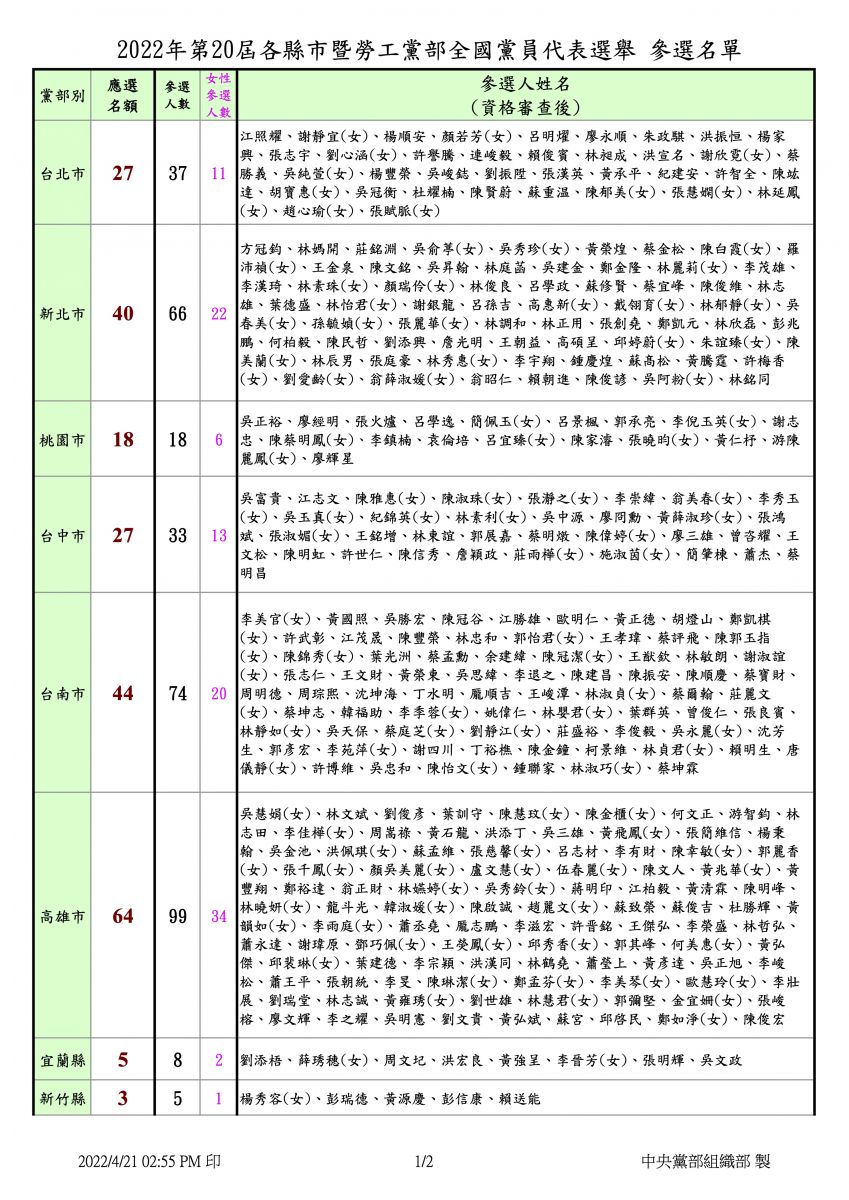 2022年第20屆各縣市暨勞工黨部全國黨員代表選舉 參選名單
黨部別
應選
名額
參選
人數
女性
參選
人數
參選人姓名
(資格審查後)
台北市
27
37
11
江照耀、謝靜宜(女)、楊順安、顏若芳(女)、呂明燿、廖永順、朱政騏、洪振恒、楊家
興、張志宇、劉心涵(女)、許譽騰、連峻毅、賴俊賓、林昶成、洪宣名、謝欣霓(女)、蔡
勝義、吳純萱(女)、楊豐榮、吳峻鋕、劉振陞、張漢英、黃承平、紀建安、許智全、陳竑
達、胡寶惠(女)、吳冠衡、杜耀楠、陳賢蔚、蘇重溫、陳郁美(女)、張慧嫻(女)、林延鳳
(女)、趙心瑜(女)、張賦脈(女)
新北市
40
66
22
方冠鈞、林媽開、莊銘淵、吳俞葶(女)、吳秀珍(女)、黃榮煌、蔡金松、陳白霞(女)、羅
沛禎(女)、王金泉、陳文銘、吳昇翰、林庭菡、吳建金、鄭金隆、林麗莉(女)、李茂雄、
李漢琦、林素珠(女)、顏瑞伶(女)、林俊良、呂學政、蘇修賢、蔡宜峰、陳俊維、林志
雄、葉德盛、林怡君(女)、謝銀龍、呂孫吉、高惠新(女)、戴翎育(女)、林郁靜(女)、吳
春美(女)、孫毓媜(女)、張麗華(女)、林調和、林正用、張創堯、鄭凱元、林欣磊、彭兆
鵬、何柏毅、陳民哲、劉添興、詹光明、王朝益、高碩呈、邱婷蔚(女)、朱誼臻(女)、陳
美蘭(女)、林辰男、張庭豪、林秀惠(女)、李宇翔、鍾慶煌、蘇高松、黃騰霆、許梅香
(女)、劉愛齡(女)、翁薛淑媛(女)、翁昭仁、賴朝進、陳俊諺、吳阿粉(女)、林銘同
桃園市
18
18
6
吳正裕、廖經明、張火爐、呂學逸、簡佩玉(女)、呂景楓、郭承亮、李倪玉英(女)、謝志
忠、陳蔡明鳳(女)、李鎮楠、袁倫培、呂宜臻(女)、陳家濬、張曉昀(女)、黃仁杼、游陳
麗鳳(女)、廖輝星
台中市
27
33
13
吳富貴、江志文、陳雅惠(女)、陳淑珠(女)、張瀞之(女)、李崇緯、翁美春(女)、李秀玉
(女)、吳玉真(女)、紀錦英(女)、林素利(女)、吳中源、廖冏勳、黃薛淑珍(女)、張鴻
斌、張淑媚(女)、王銘增、林東誼、郭展嘉、蔡明燉、陳偉婷(女)、廖三雄、曾咨耀、王
文松、陳明虹、許世仁、陳信秀、詹穎政、莊雨樺(女)、施淑茵(女)、簡肇棟、蕭杰、蔡
明昌
台南市
44
74
20
李美官(女)、黃國照、吳勝宏、陳冠谷、江勝雄、歐明仁、黃正德、胡燈山、鄭凱棋
(女)、許武彰、江茂晟、陳豐榮、林忠和、郭怡君(女)、王孝瑋、蔡評飛、陳郭玉指
(女)、陳錦秀(女)、葉光洲、蔡孟勳、余建緯、陳冠潔(女)、王猷欽、林敏朗、謝淑誼
(女)、張志仁、王文財、黃榮東、吳思緯、李退之、陳建昌、陳振安、陳順慶、蔡寶財、
周明德、周琮熙、沈坤海、丁水明、龐順吉、王峻潭、林淑貞(女)、蔡爾翰、莊麗文
(女)、蔡坤志、韓福助、李季蓉(女)、姚偉仁、林嬰君(女)、葉群英、曾俊仁、張良賓、
林靜如(女)、吳天保、蔡庭芝(女)、劉靜江(女)、莊盛裕、李俊毅、吳永麗(女)、沈芳
生、郭彥宏、李苑萍(女)、謝四川、丁裕樵、陳金鐘、柯景維、林貞君(女)、賴明生、唐
儀靜(女)、許博維、吳忠和、陳怡文(女)、鍾聯家、林淑巧(女)、蔡坤霖
高雄市
64
99
34
吳慧娟(女)、林文斌、劉俊彥、葉訓守、陳慧玟(女)、陳金櫃(女)、何文正、游智鈞、林
志田、李佳樺(女)、周嵩祿、黃石龍、洪添丁、吳三雄、黃飛鳳(女)、張簡維信、楊秉
翰、吳金池、洪佩琪(女)、蘇孟維、張慈馨(女)、呂志材、李有財、陳幸敏(女)、郭麗香
(女)、張千鳳(女)、顏吳美麗(女)、盧文慧(女)、伍春麗(女)、陳文人、黃兆華(女)、黃
豐翔、鄭裕達、翁正財、林嬿婷(女)、吳秀鈴(女)、蔣明印、江柏毅、黃清霖、陳明峰、
林曉妍(女)、龍斗光、韓淑媛(女)、陳啟誠、趙麗文(女)、蘇致榮、蘇俊吉、杜勝輝、黃
韻如(女)、李雨庭(女)、蕭丞堯、龐志鵬、李滋宏、許晉銘、王傑弘、李榮盛、林哲弘、
蕭永達、謝瑋原、鄧巧佩(女)、王癸鳳(女)、邱秀香(女)、郭其峰、何美惠(女)、黃弘
傑、邱裴琳(女)、葉建德、李宗穎、洪漢同、林鶴堯、蕭瑩上、黃彥達、吳正旭、李峻
松、蕭王平、張朝統、李旻、陳琳潔(女)、鄭孟芬(女)、李美琴(女)、歐慧玲(女)、李壯
展、劉瑞堂、林志誠、黃雍琇(女)、劉世雄、林慧君(女)、郭彌堅、金宜姍(女)、張峻
榕、廖文輝、李之耀、吳明憲、劉文貴、黃弘斌、蘇宮、邱啓民、鄭如淨(女)、陳俊宏
宜蘭縣
5
8
2
劉添梧、薛琇穗(女)、周文圮、洪宏良、黃強呈、李晉芳(女)、張明輝、吳文政
新竹縣
3
5
1
楊秀容(女)、彭瑞德、黃源慶、彭信康、賴送能
2022/4/21 02:55 PM 印
1/2
中央黨部組織部 製